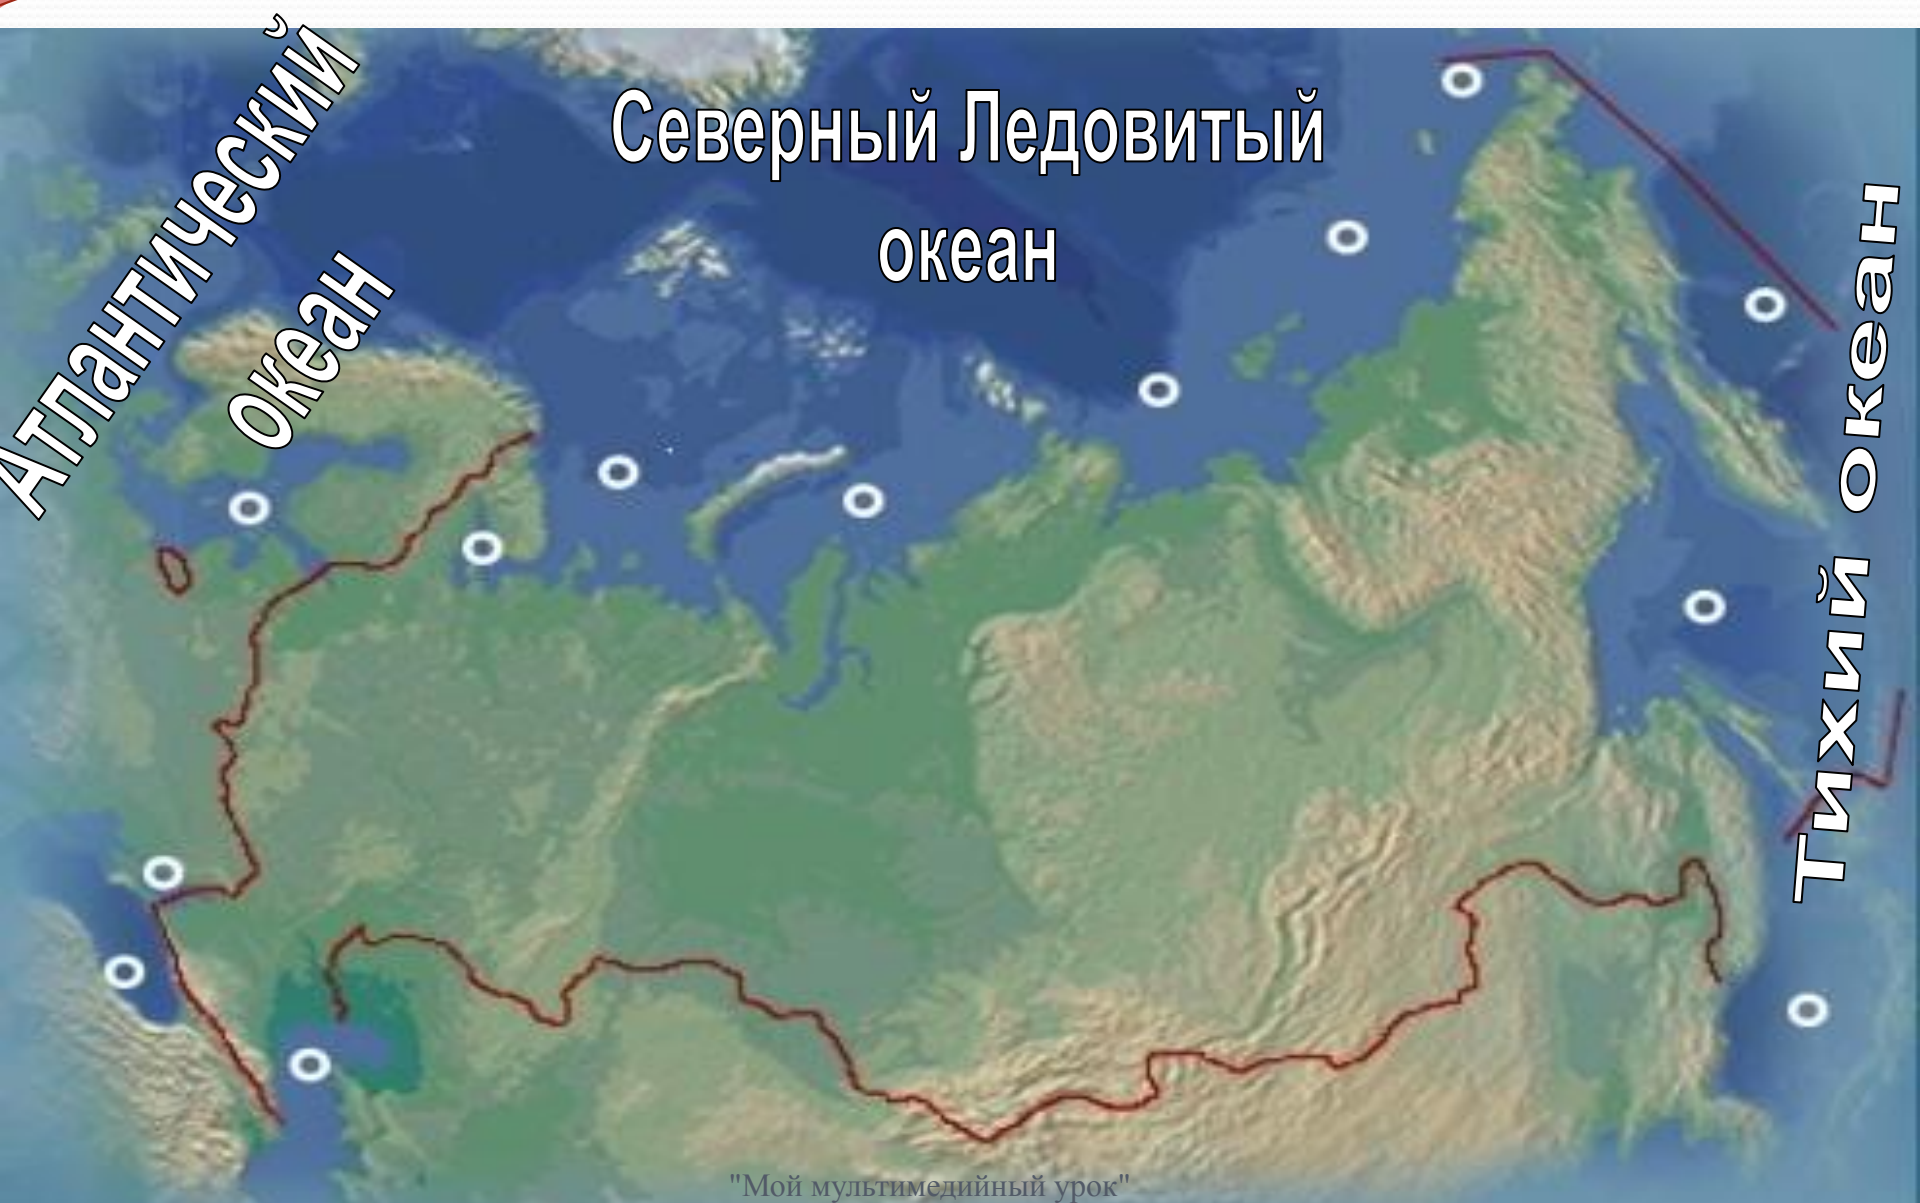 Атлантический
океан
Северный Ледовитый
океан
Тихий океан
"Мой мультимедийный урок"